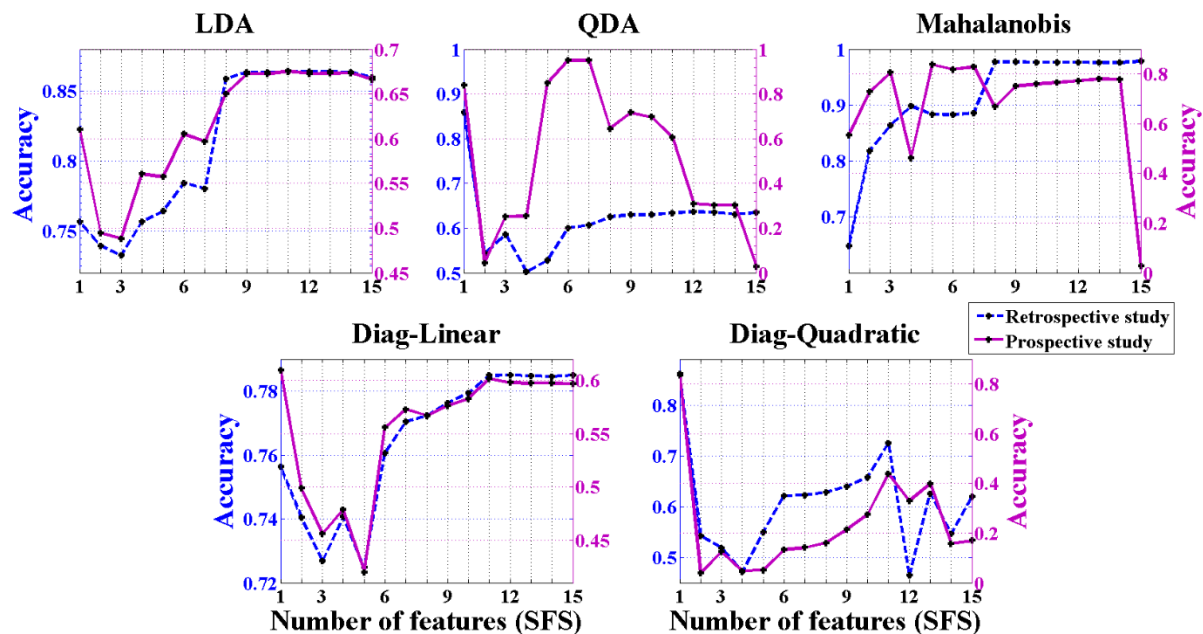 LDA
QDA
Mahalanobis
Accuracy
0.85
0.8
0.75
0.7
0.65
0.6
0.55
0.5
0.45
1 3 6 9 12 15
1
0.9
0.8
0.7
0.6
0.5
1
0.8
0.6
0.4
0.2
0
1 3 6 9 12 15
1
0.9
0.8
0.7
0.8
0.6
0.4
0.2
0
Accuracy
1 3 6 9 12 15
Retrospective study
Prospective study
Diag-Linear
Diag-Quadratic
Accuracy
0.78
0.76
0.74
0.72
0.6
0.55
0.5
0.45
1 3 6 9 12 15
Number of features (SFS)
0.8
0.7
0.6
0.5
0.8
0.6
0.4
0.2
0
Accuracy
1 3 6 9 12 15
Number of features (SFS)